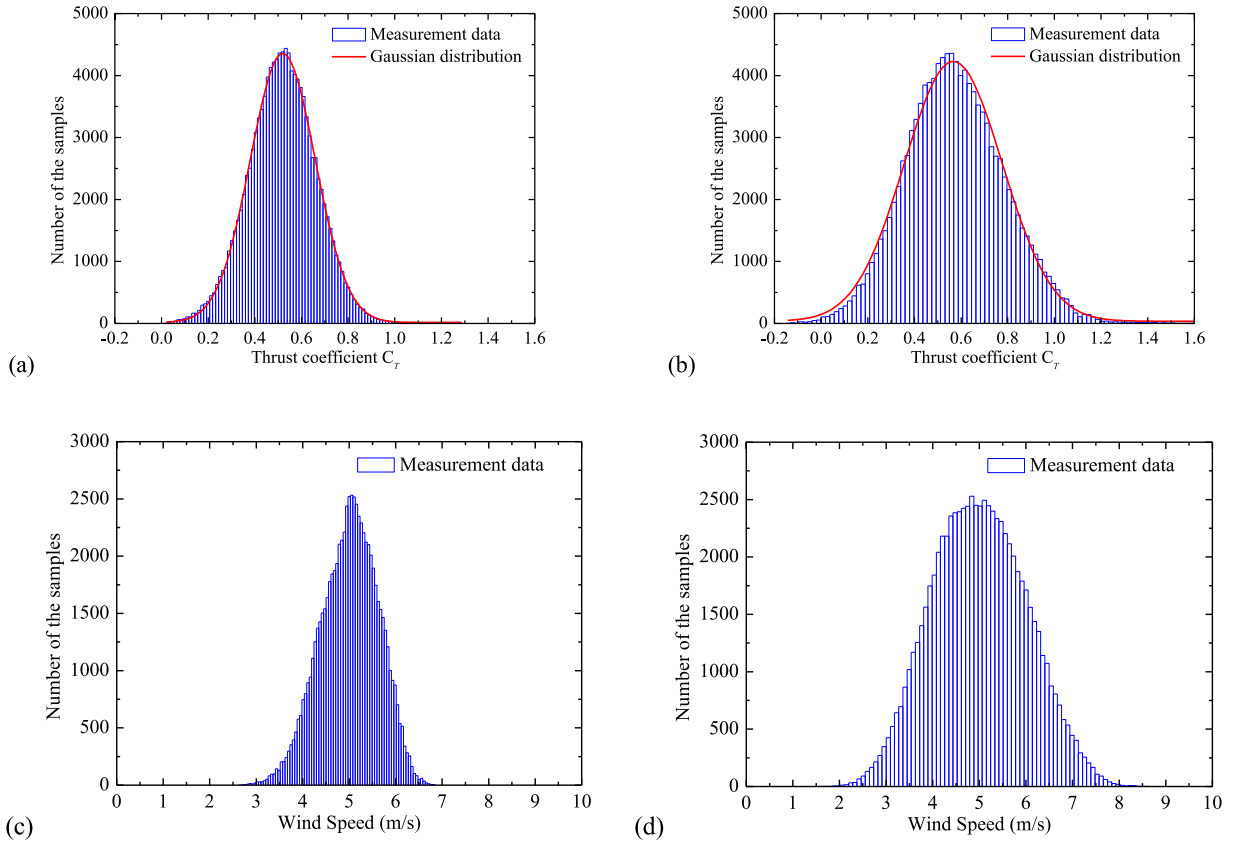 5000
4000
3000
2000
1000
0
Number of the samples
Measurement data
Gaussian distribution
-0.2 0.0 0.2 0.4 0.6 0.8 1.0 1.2 1.4 1.6
Thrust coefficient C_T
(a)
5000
4000
3000
2000
1000
0
Number of the samples
Measurement data
Gaussian distribution
-0.2 0.0 0.2 0.4 0.6 0.8 1.0 1.2 1.4 1.6
Thrust coefficient C_T
(b)
3000
2500
2000
1500
1000
500
0
Number of the samples
Measurement data
0 1 2 3 4 5 6 7 8 9 10
Wind Speed (m/s)
(c)
3000
2500
2000
1500
1000
500
0
Number of the samples
Measurement data
0 1 2 3 4 5 6 7 8 9 10
Wind Speed (m/s)
(d)